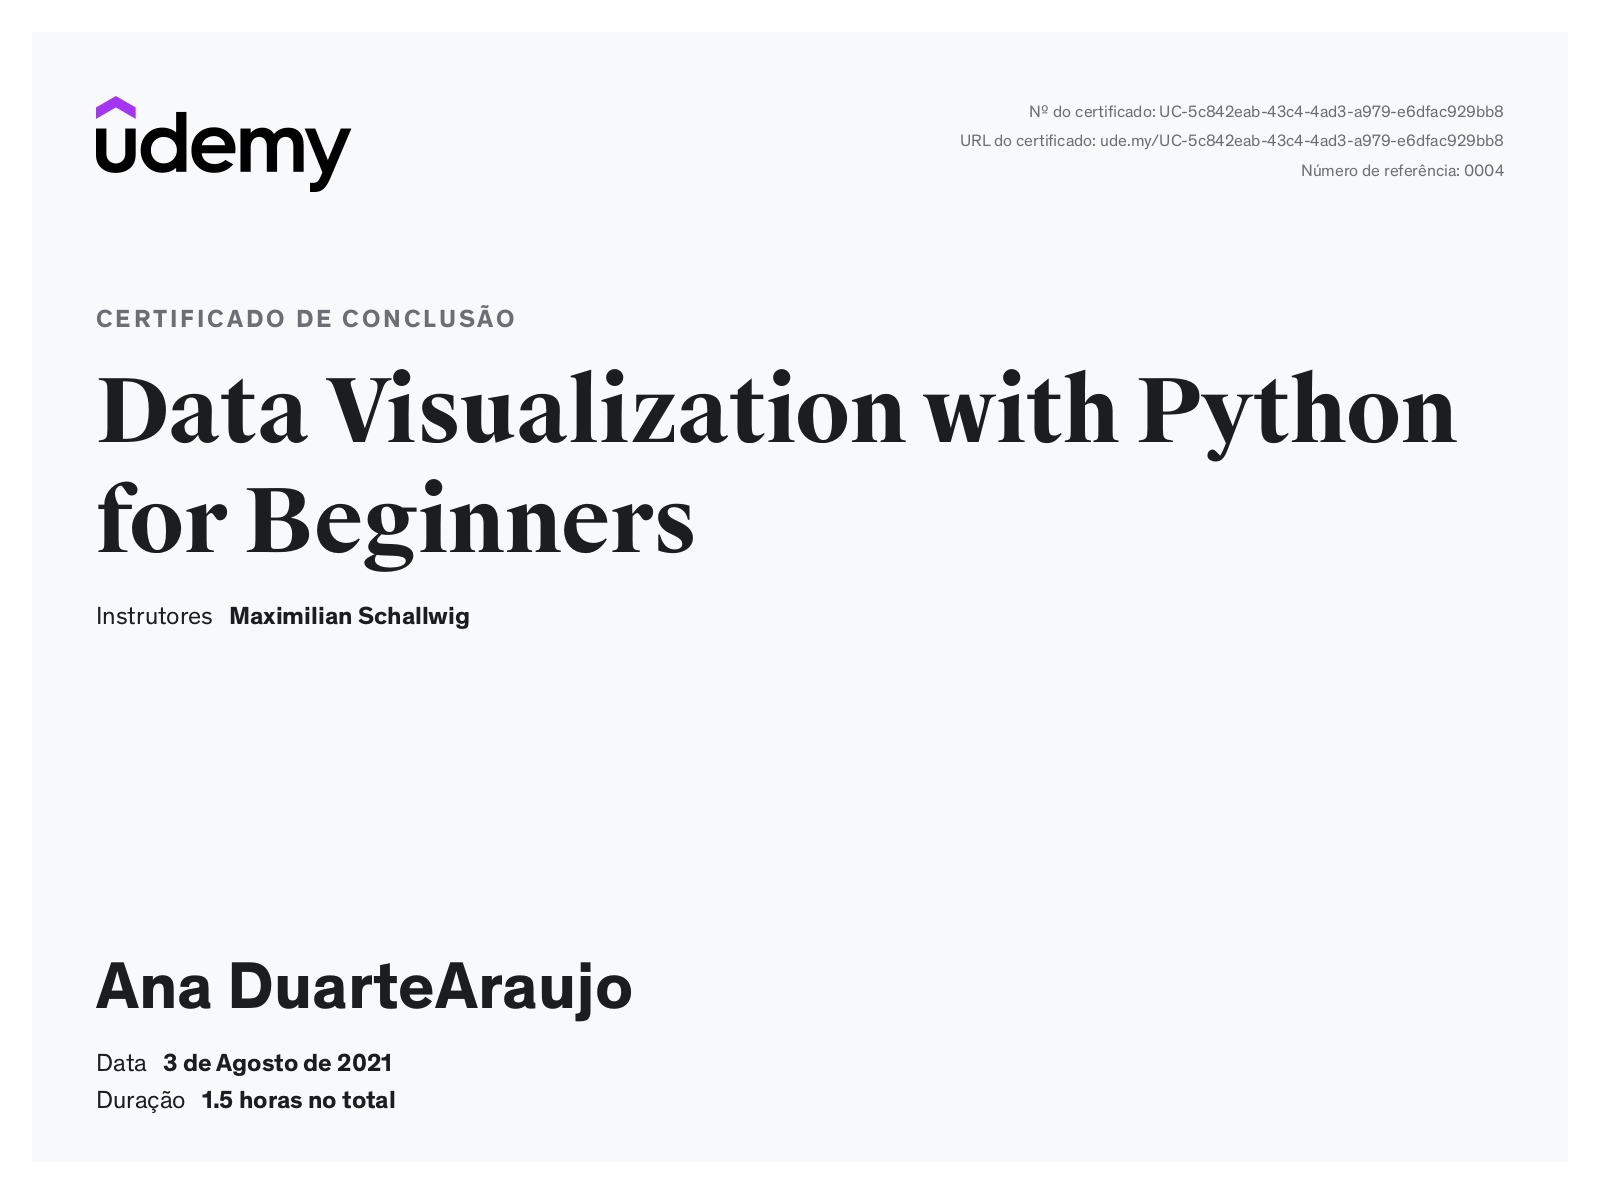 udemy
Nº do certificado: UC-5c842eab-43c4-4ad3-a979-e6dfac929bb8
URL do certificado: ude.my/UC-5c842eab-43c4-4ad3-a979-e6dfac929bb8
Número de referência: 0004
CERTIFICADO DE CONCLUSÃO
Data Visualization with Python
for Beginners
Instrutores Maximilian Schallwig
Ana DuarteAraujo
Data 3 de Agosto de 2021
Duração 1.5 horas no total